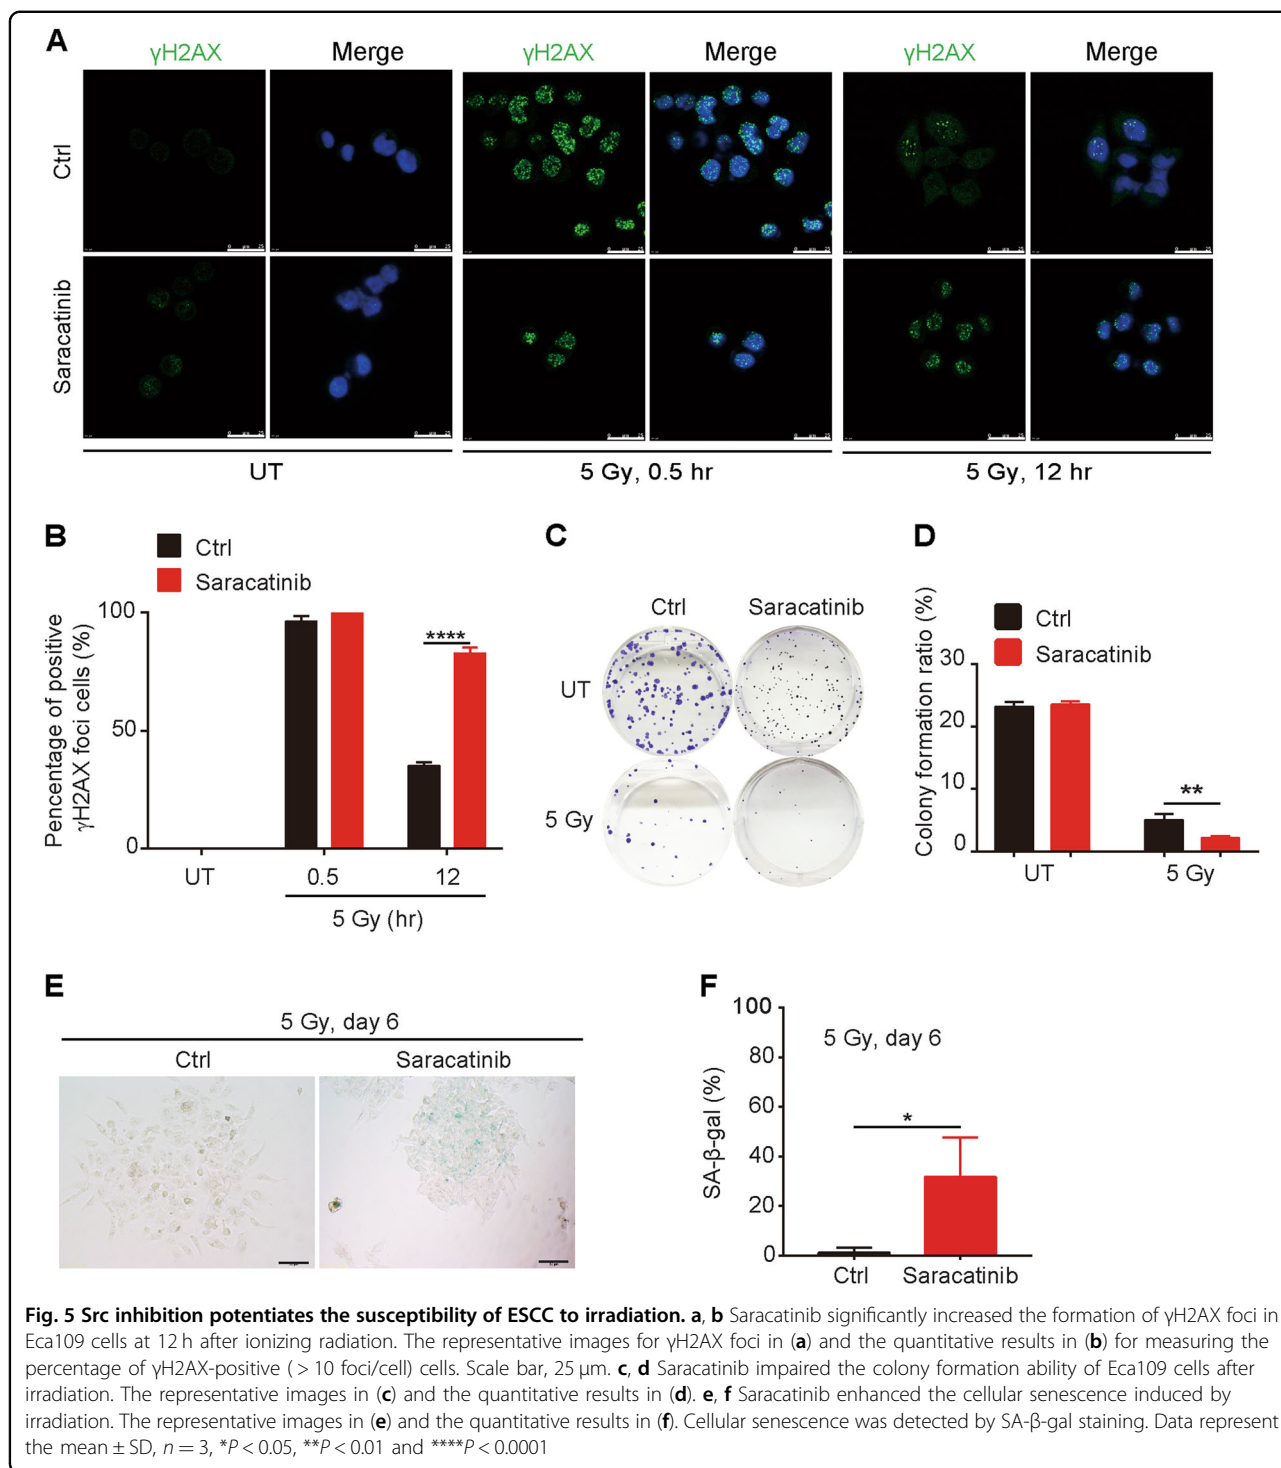 A
γH2AX Merge γH2AX Merge γH2AX Merge
Ctrl
Saracatinib
UT 5 Gy, 0.5 hr 5 Gy, 12 hr
B
Ctrl
Saracatinib
Pencentage of positive
γH2AX foci cells (%)
100
50
0
****
UT 0.5 12
5 Gy (hr)
C
Ctrl Saracatinib
UT
5 Gy
D
Ctrl
Saracatinib
Colony formation ratio (%)
30
20
10
0
**
UT 5 Gy
E
5 Gy, day 6
Ctrl Saracatinib
F
5 Gy, day 6
SA-β-gal (%)
100
80
60
40
20
0
*
Ctrl Saracatinib
Fig. 5 Src inhibition potentiates the susceptibility of ESCC to irradiation. a, b Saracatinib significantly increased the formation of γH2AX foci in
Eca109 cells at 12 h after ionizing radiation. The representative images for γH2AX foci in (a) and the quantitative results in (b) for measuring the
percentage of γH2AX-positive ( > 10 foci/cell) cells. Scale bar, 25 μm. c, d Saracatinib impaired the colony formation ability of Eca109 cells after
irradiation. The representative images in (c) and the quantitative results in (d). e, f Saracatinib enhanced the cellular senescence induced by
irradiation. The representative images in (e) and the quantitative results in (f). Cellular senescence was detected by SA-β-gal staining. Data represent
the mean ± SD, n = 3, *P < 0.05, **P < 0.01 and ****P < 0.0001